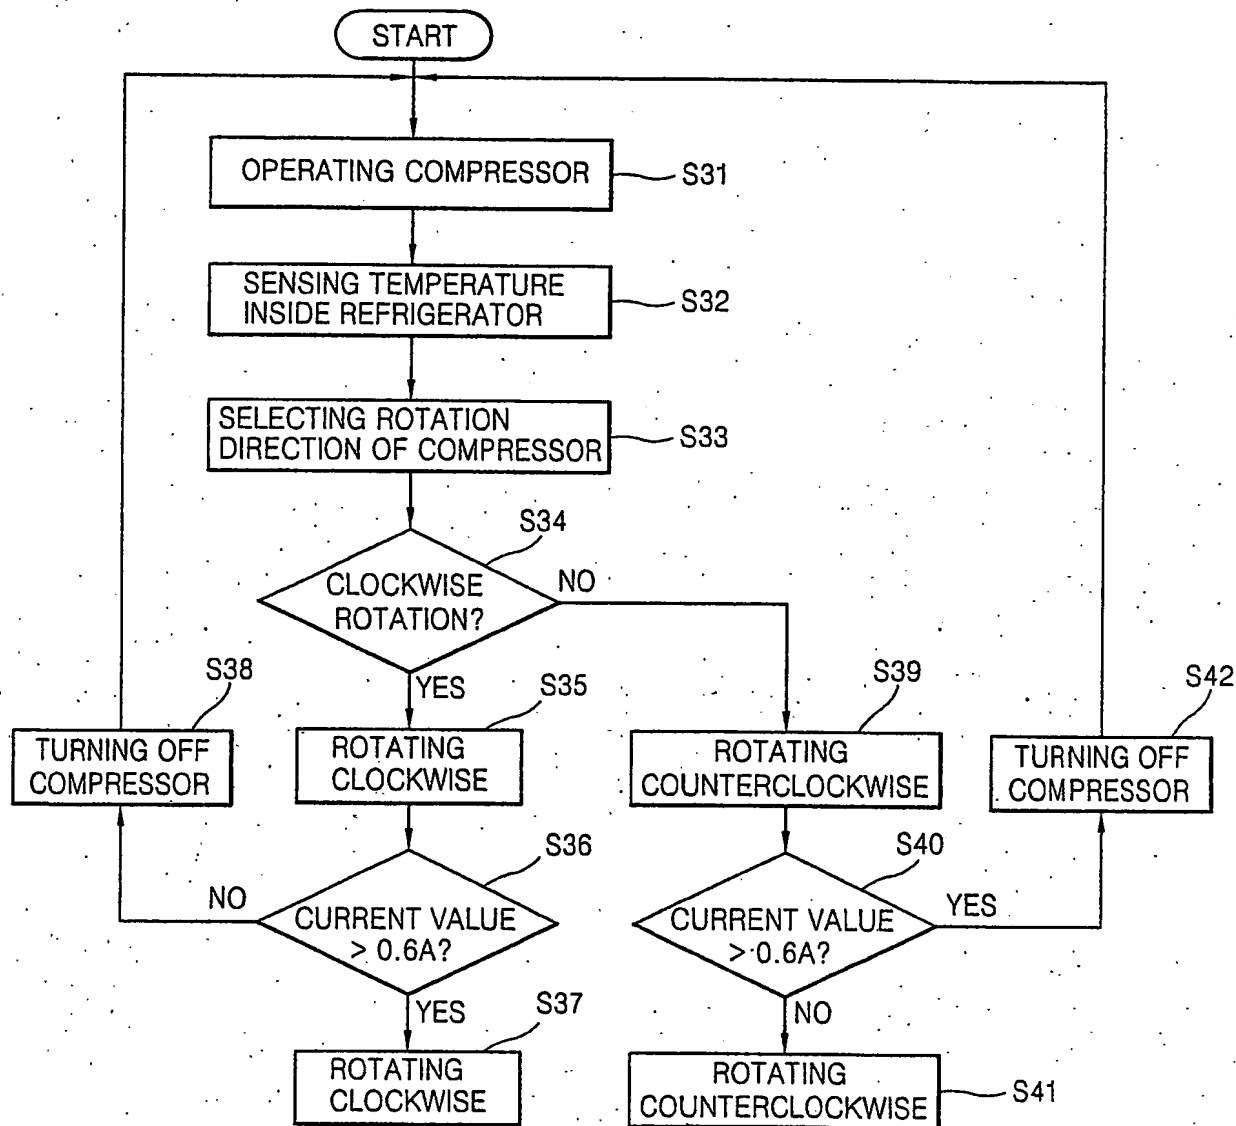 START
OPERATING COMPRESSOR
S31
SENSING TEMPERATURE
INSIDE REFRIGERATOR
S32
SELECTING ROTATION
DIRECTION OF COMPRESSOR
S33
S34
CLOCKWISE
ROTATION?
NO
YES
S38
TURNING OFF
COMPRESSOR
S35
ROTATING
CLOCKWISE
S39
ROTATING
COUNTERCLOCKWISE
S42
TURNING OFF
COMPRESSOR
S36
CURRENT VALUE
> 0.6A?
NO
YES
S40
CURRENT VALUE
> 0.6A?
YES
NO
S37
ROTATING
CLOCKWISE
ROTATING
COUNTERCLOCKWISE
S41